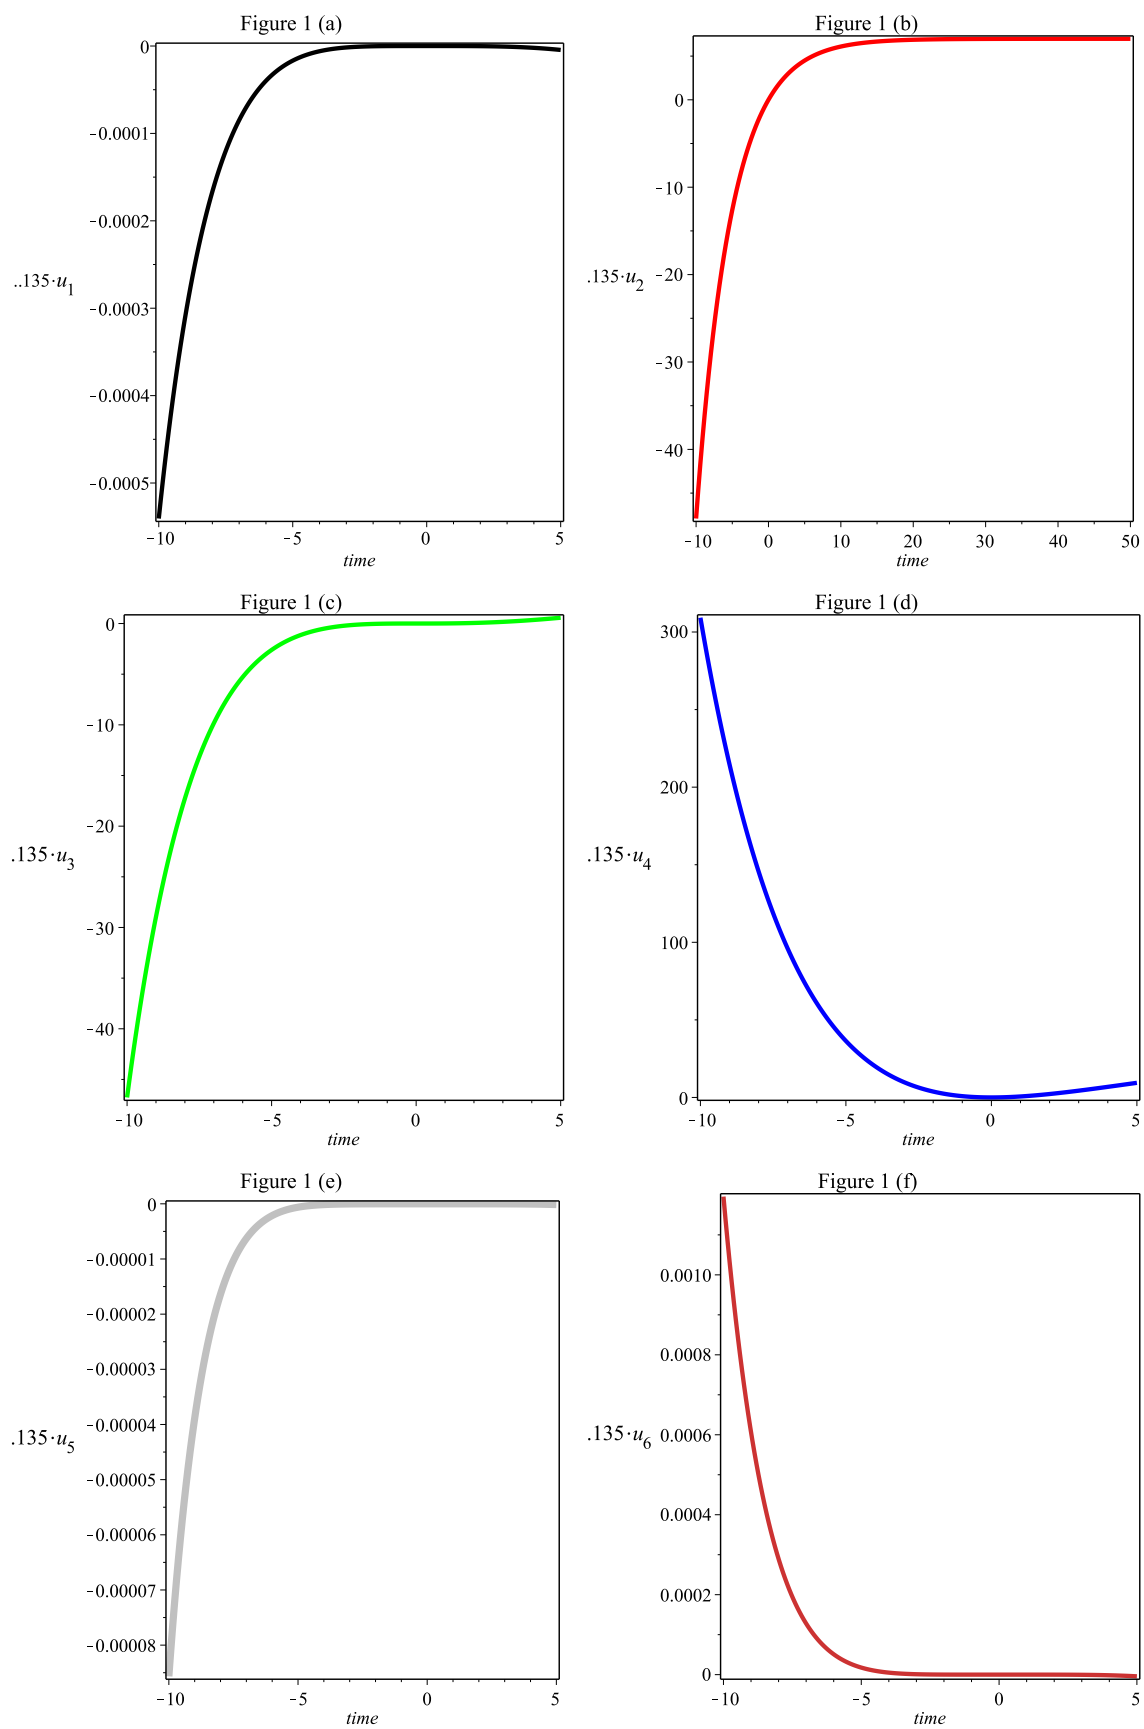 Figure 1 (a)
0
−0.0001
−0.0002
..135·u1
−0.0003
−0.0004
−0.0005
−10 −5 0 5
time
Figure 1 (b)
0
−10
.135·u2
−20
−30
−40
−10 0 10 20 30 40 50
time
Figure 1 (c)
0
−10
−20
.135·u3
−30
−40
−10 −5 0 5
time
Figure 1 (d)
300
200
.135·u4
100
0
−10 −5 0 5
time
Figure 1 (e)
0
−0.00001
−0.00002
−0.00003
−0.00004
.135·u5
−0.00005
−0.00006
−0.00007
−0.00008
−10 −5 0 5
time
Figure 1 (f)
0.0010
0.0008
.135·u6
0.0006
0.0004
0.0002
0
−10 −5 0 5
time